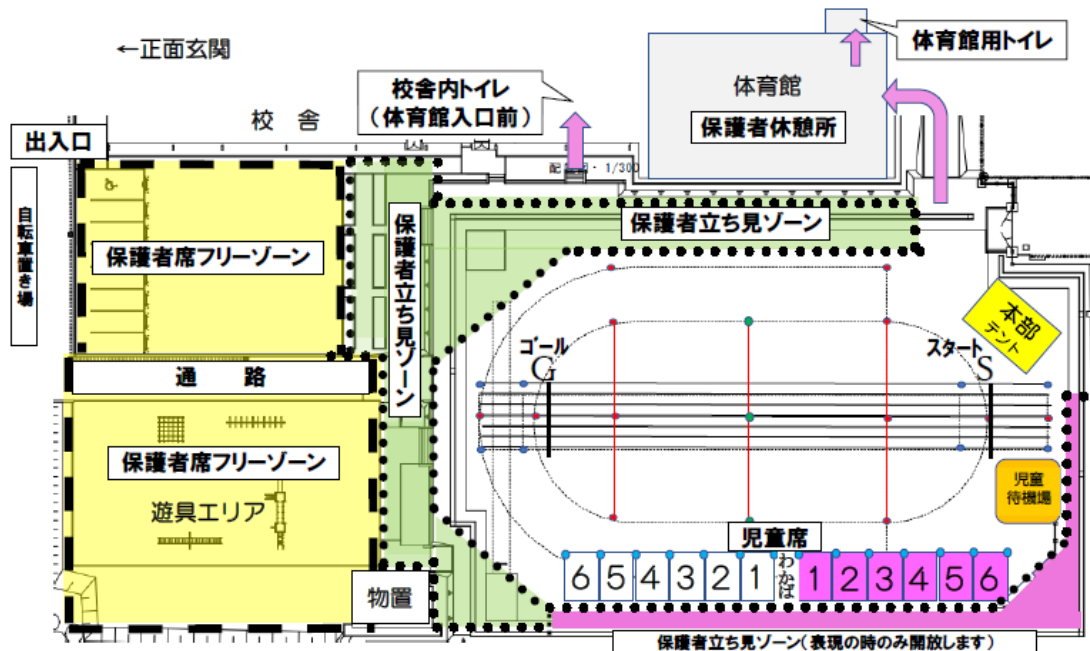 ←正面玄関
体育館用トイレ
校舎内トイレ
（体育館入口前）
体育館
保護者休憩所
校 舎
出入口
・ 1/300
自転車置き場
保護者席フリーゾーン
保護者立ち見ゾーン
保護者立ち見ゾーン
本部
テント
ゴール
G
スタート
S
通 路
保護者席フリーゾーン
遊具エリア
児童
待機場
児童席
6 5 4 3 2 1 わかば 1 2 3 4 5 6
物置
保護者立ち見ゾーン（表現の時のみ開放します）